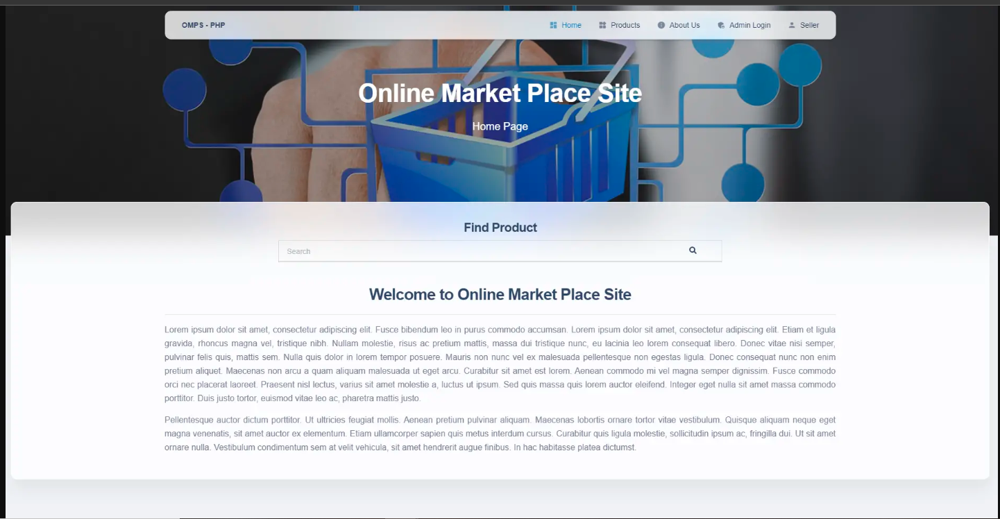 OMPS - PHP
Home
Products
About Us
Admin Login
Seller
Online Market Place Site
Home Page
Find Product
Search
Welcome to Online Market Place Site
Lorem ipsum dolor sit amet, consectetur adipiscing elit. Fusce bibendum leo in purus commodo accumsan. Lorem ipsum dolor sit amet, consectetur adipiscing elit. Etiam et ligula
gravida, rhoncus magna vel, tristique nibh. Nullam molestie, risus ac pretium mattis, massa dui tristique nunc, eu lacinia leo lorem consequat libero. Donec vitae nisi semper,
pulvinar felis quis, mattis sem. Nulla quis dolor in lorem tempor posuere. Mauris non nunc vel ex malesuada pellentesque non egestas ligula. Donec consequat nunc non enim
pretium aliquet. Maecenas non arcu a quam aliquam malesuada ut eget arcu. Curabitur sit amet est lorem. Aenean commodo mi vel magna semper dignissim. Fusce commodo
orci nec placerat laoreet. Praesent nisl lectus, varius sit amet molestie a, luctus ut ipsum. Sed quis massa quis lorem auctor eleifend. Integer eget nulla sit amet massa commodo
porttitor. Duis justo tortor, euismod vitae leo ac, pharetra mattis justo.
Pellentesque auctor dictum porttitor. Ut ultricies feugiat mollis. Aenean pretium pulvinar aliquam. Maecenas lobortis ornare tortor vitae vestibulum. Quisque aliquam neque eget
magna venenatis, sit amet auctor ex elementum. Etiam ullamcorper sapien quis metus interdum cursus. Curabitur quis ligula molestie, sollicitudin ipsum ac, fringilla dui. Ut sit amet
ornare nulla. Vestibulum condimentum sem at velit vehicula, sit amet hendrerit augue finibus. In hac habitasse platea dictumst.